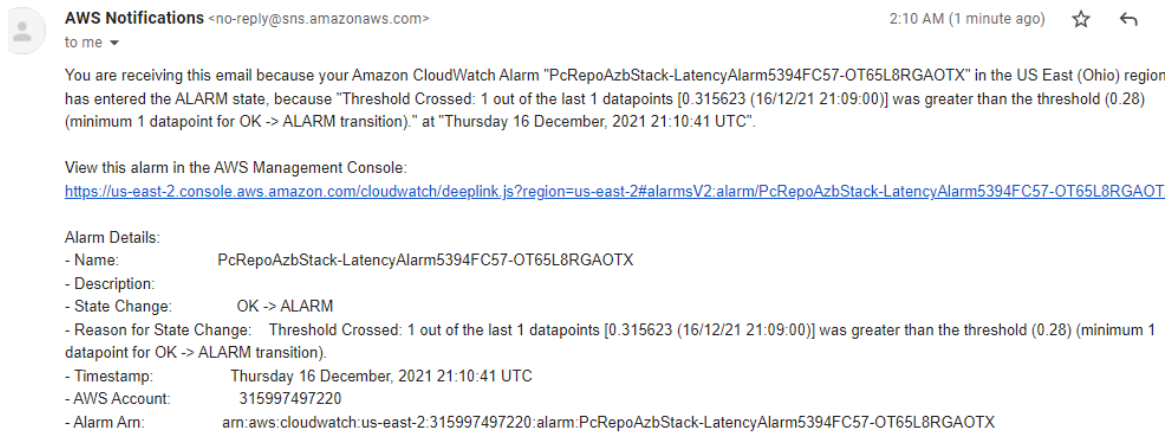 AWS Notifications <no-reply@sns.amazonaws.com> 2:10 AM (1 minute ago)
to me
You are receiving this email because your Amazon CloudWatch Alarm "PcRepoAzbStack-LatencyAlarm5394FC57-OT65L8RGAOTX" in the US East (Ohio) region
has entered the ALARM state, because "Threshold Crossed: 1 out of the last 1 datapoints [0.315623 (16/12/21 21:09:00)] was greater than the threshold (0.28)
(minimum 1 datapoint for OK -> ALARM transition)." at "Thursday 16 December, 2021 21:10:41 UTC".
View this alarm in the AWS Management Console:
https://us-east-2.console.aws.amazon.com/cloudwatch/deeplink.js?region=us-east-2#alarmsV2:alarm/PcRepoAzbStack-LatencyAlarm5394FC57-OT65L8RGAOT
Alarm Details:
- Name: PcRepoAzbStack-LatencyAlarm5394FC57-OT65L8RGAOTX
- Description:
- State Change: OK -> ALARM
- Reason for State Change: Threshold Crossed: 1 out of the last 1 datapoints [0.315623 (16/12/21 21:09:00)] was greater than the threshold (0.28) (minimum 1
datapoint for OK -> ALARM transition).
- Timestamp: Thursday 16 December, 2021 21:10:41 UTC
- AWS Account: 315997497220
- Alarm Arn: arn:aws:cloudwatch:us-east-2:315997497220:alarm:PcRepoAzbStack-LatencyAlarm5394FC57-OT65L8RGAOTX